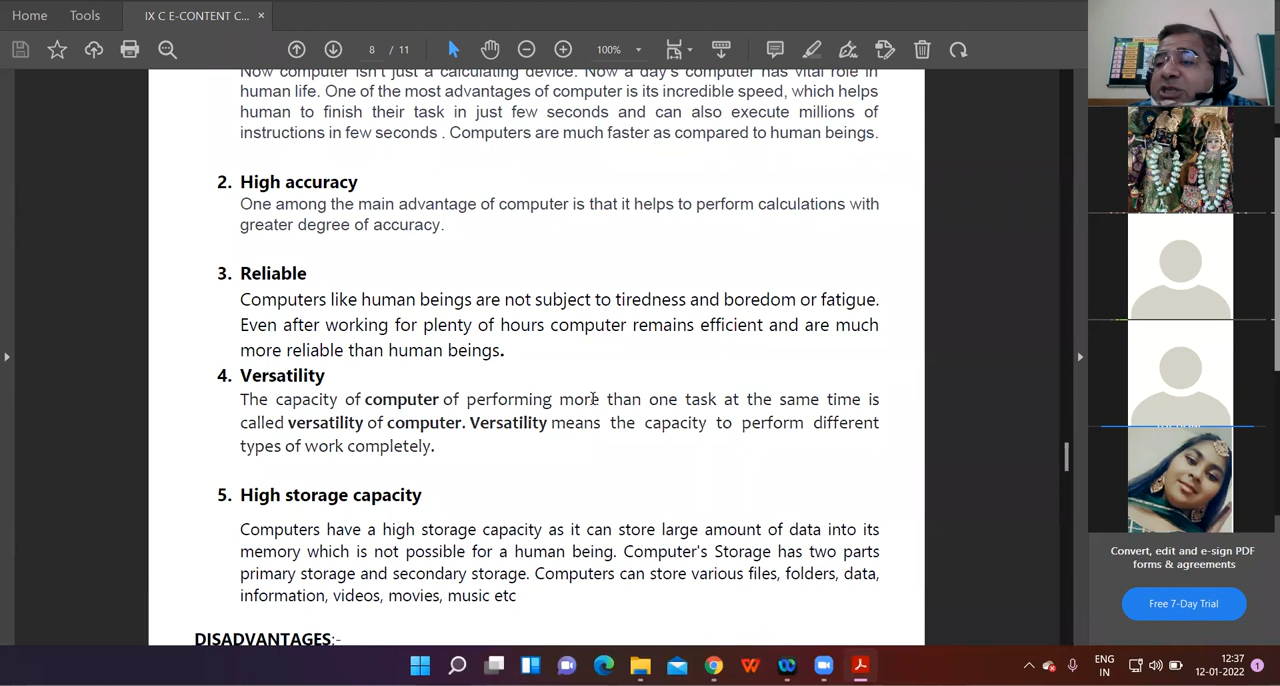 Home Tools IX C E-CONTENT C... ×
8 / 11 100%
Now computer isn't just a calculating device. Now a day's computer has vital role in
human life. One of the most advantages of computer is its incredible speed, which helps
human to finish their task in just few seconds and can also execute millions of
instructions in few seconds . Computers are much faster as compared to human beings.
2. High accuracy
One among the main advantage of computer is that it helps to perform calculations with
greater degree of accuracy.
3. Reliable
Computers like human beings are not subject to tiredness and boredom or fatigue.
Even after working for plenty of hours computer remains efficient and are much
more reliable than human beings.
4. Versatility
The capacity of computer of performing more than one task at the same time is
called versatility of computer. Versatility means the capacity to perform different
types of work completely.
5. High storage capacity
Computers have a high storage capacity as it can store large amount of data into its
memory which is not possible for a human being. Computer's Storage has two parts
primary storage and secondary storage. Computers can store various files, folders, data,
information, videos, movies, music etc
DISADVANTAGES:-
Convert, edit and e-sign PDF
forms & agreements
Free 7-Day Trial
ENG
IN
12:37
12-01-2022
1